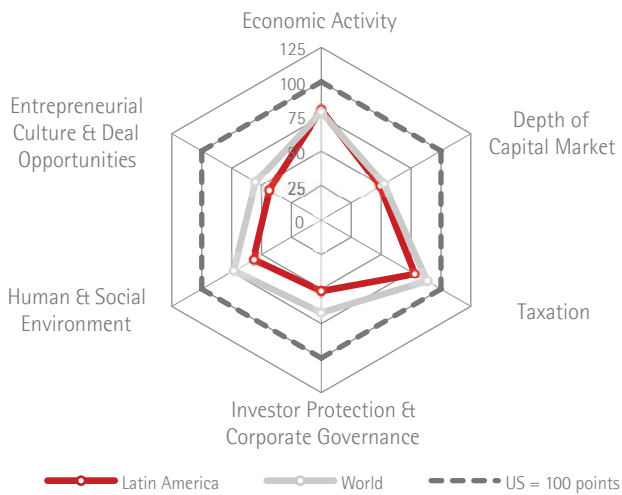 Economic Activity
125
100
75
50
25
0
Entrepreneurial
Culture & Deal
Opportunities
Depth of
Capital Market
Human & Social
Environment
Taxation
Investor Protection &
Corporate Governance
Latin America
World
US = 100 points